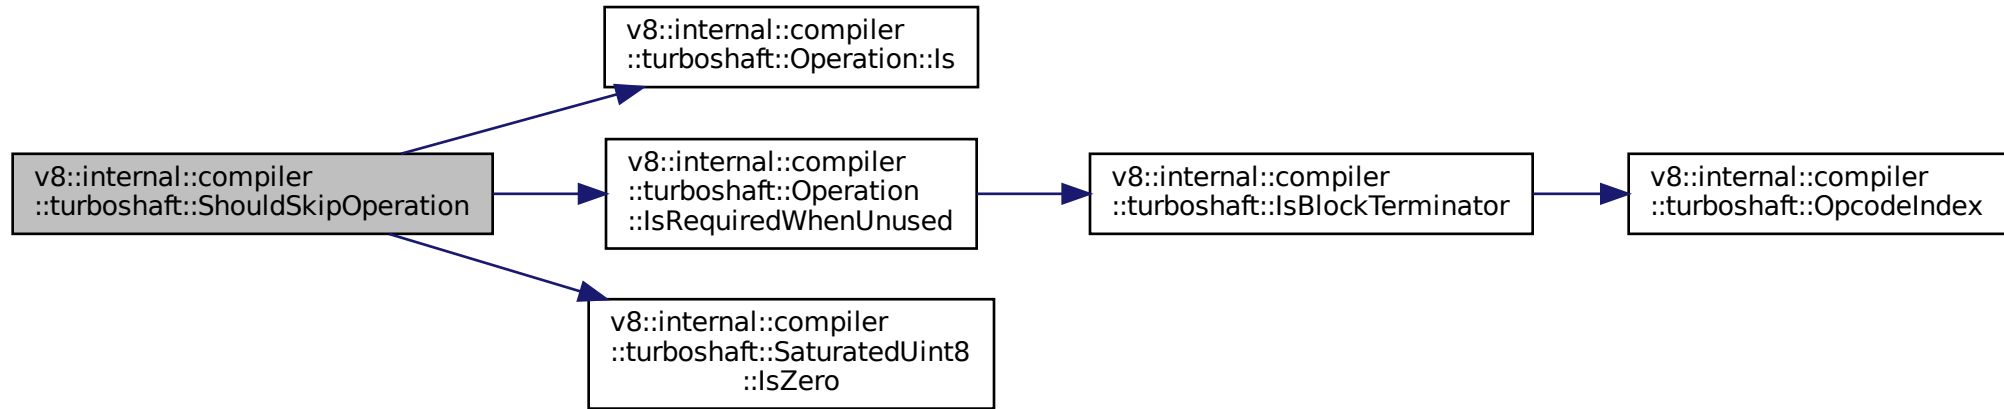 v8::internal::compiler
::turboshaft::ShouldSkipOperation
v8::internal::compiler
::turboshaft::Operation::Is
v8::internal::compiler
::turboshaft::Operation
::IsRequiredWhenUnused
v8::internal::compiler
::turboshaft::IsBlockTerminator
v8::internal::compiler
::turboshaft::OpcodeIndex
v8::internal::compiler
::turboshaft::SaturatedUint8
::IsZero